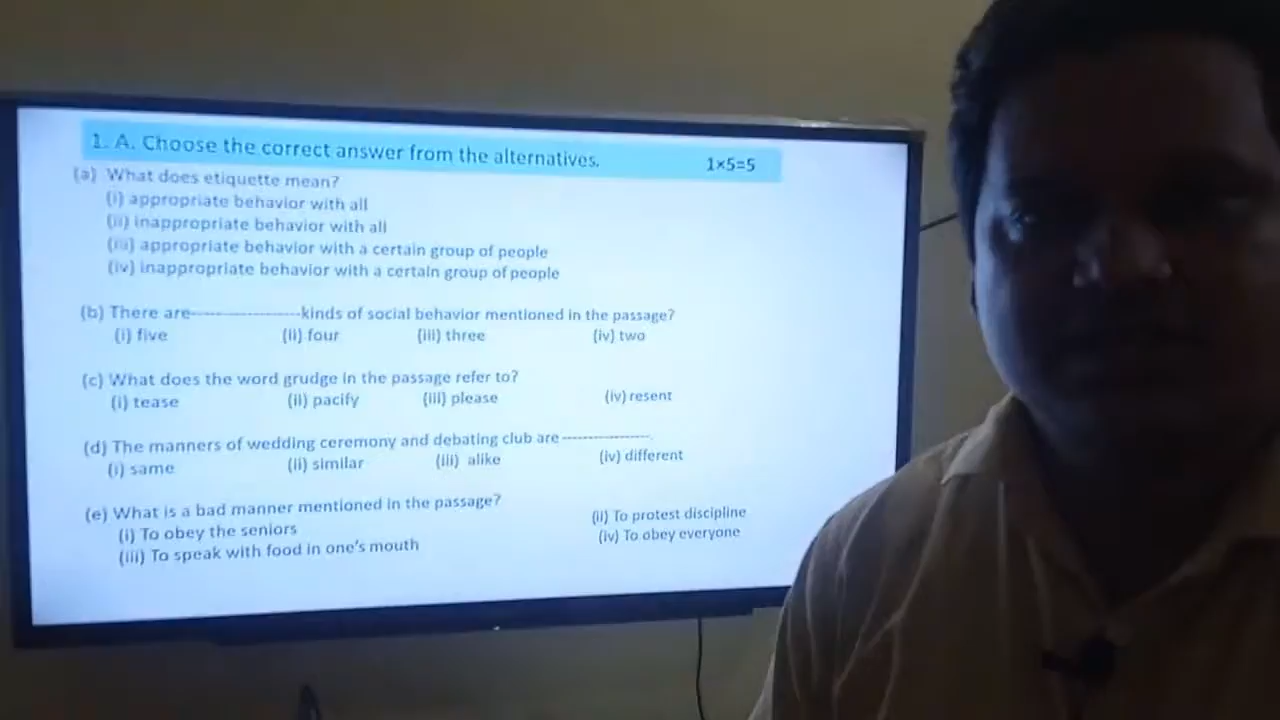 1. A. Choose the correct answer from the alternatives. 1×5=5
(a) What does etiquette mean?
(i) appropriate behavior with all
(ii) inappropriate behavior with all
(iii) appropriate behavior with a certain group of people
(iv) inappropriate behavior with a certain group of people
(b) There are--------------------kinds of social behavior mentioned in the passage?
(i) five (ii) four (iii) three (iv) two
(c) What does the word grudge in the passage refer to?
(i) tease (ii) pacify (iii) please (iv) resent
(d) The manners of wedding ceremony and debating club are -----------------.
(i) same (ii) similar (iii) alike (iv) different
(e) What is a bad manner mentioned in the passage?
(i) To obey the seniors (ii) To protest discipline
(iii) To speak with food in one's mouth (iv) To obey everyone